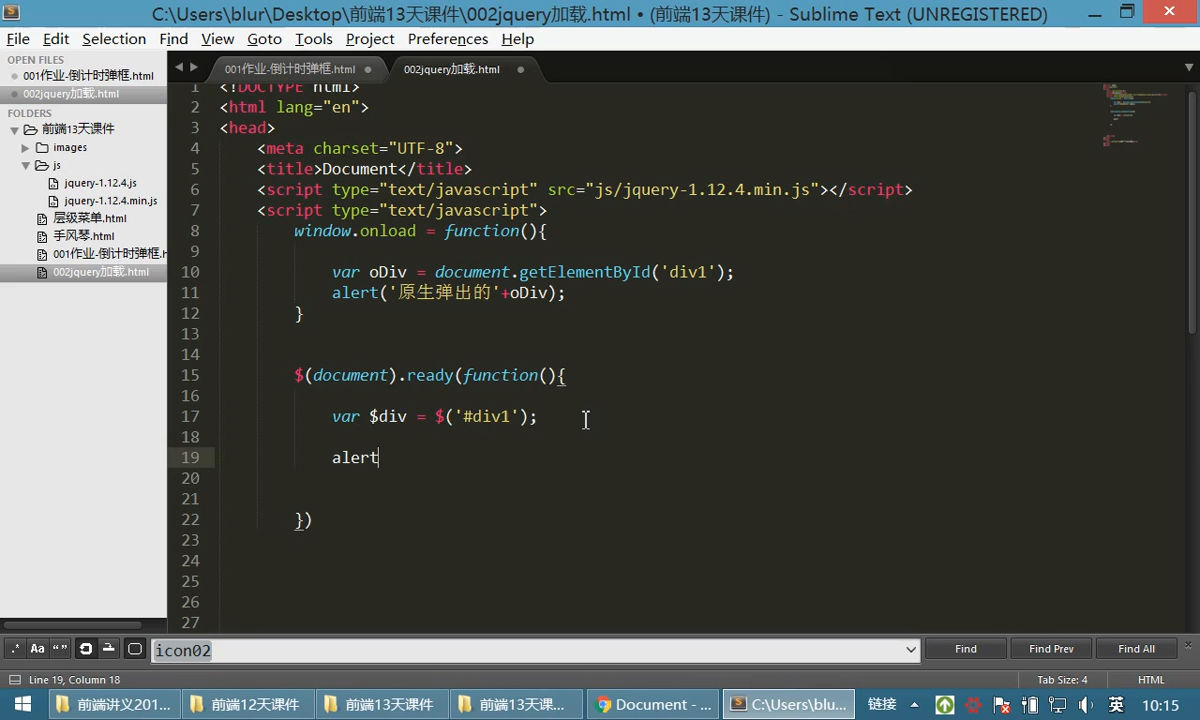 C:\Users\blur\Desktop\前端13天课件\002jquery加载.html • (前端13天课件) - Sublime Text (UNREGISTERED)
File Edit Selection Find View Goto Tools Project Preferences Help
OPEN FILES
001作业-倒计时弹框.html
002jquery加载.html
FOLDERS
前端13天课件
images
js
jquery-1.12.4.js
jquery-1.12.4.min.js
层级菜单.html
手风琴.html
001作业-倒计时弹框.h
002jquery加载.html
001作业-倒计时弹框.html
002jquery加载.html
1 <!DOCTYPE html>
2 <html lang="en">
3 <head>
4 <meta charset="UTF-8">
5 <title>Document</title>
6 <script type="text/javascript" src="js/jquery-1.12.4.min.js"></script>
7 <script type="text/javascript">
8 window.onload = function(){
9
10 var oDiv = document.getElementById('div1');
11 alert('原生弹出的'+oDiv);
12 }
13
14
15 $(document).ready(function(){
16
17 var $div = $('#div1');
18
19 alert
20
21
22 })
23
24
25
26
27
.* Aa “ ” icon02 Find Find Prev Find All
Line 19, Column 18 Tab Size: 4 HTML
前端讲义201... 前端12天课件 前端13天课件 前端13天课... Document - ... C:\Users\blu... 链接 英 10:15